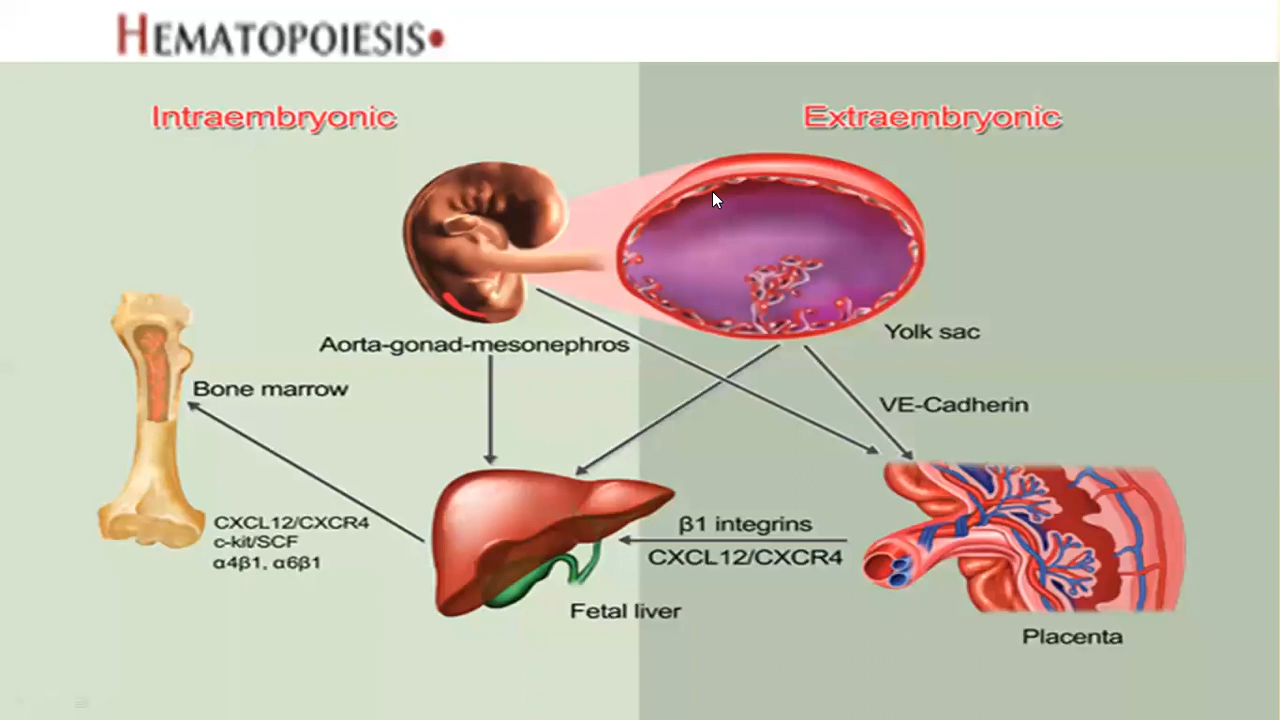 HEMATOPOIESIS•
Intraembryonic
Extraembryonic
Aorta-gonad-mesonephros
Yolk sac
Bone marrow
VE-Cadherin
CXCL12/CXCR4
c-kit/SCF
α4β1, α6β1
β1 integrins
CXCL12/CXCR4
Fetal liver
Placenta